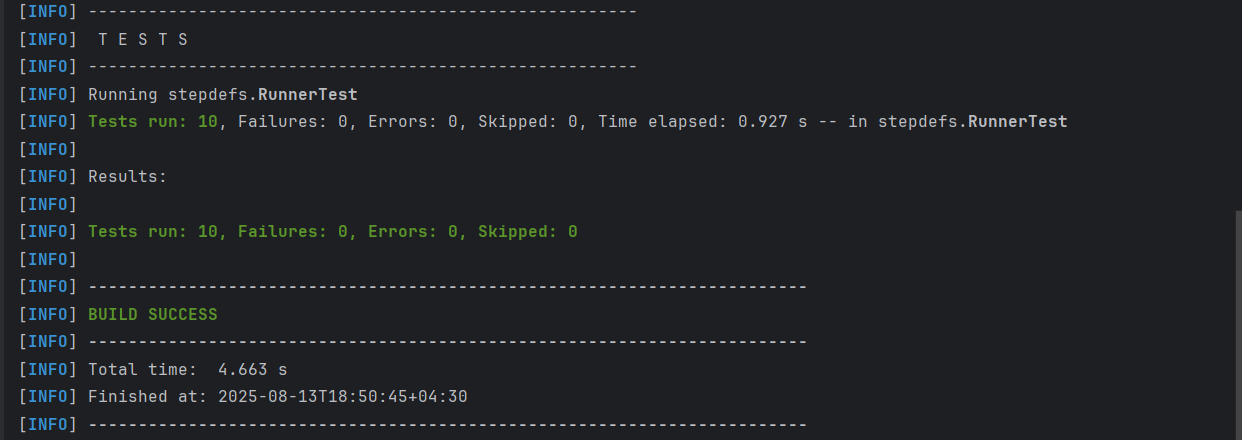 [INFO] -------------------------------------------------------
[INFO]  T E S T S
[INFO] -------------------------------------------------------
[INFO] Running stepdefs.RunnerTest
[INFO] Tests run: 10, Failures: 0, Errors: 0, Skipped: 0, Time elapsed: 0.927 s -- in stepdefs.RunnerTest
[INFO]
[INFO] Results:
[INFO]
[INFO] Tests run: 10, Failures: 0, Errors: 0, Skipped: 0
[INFO]
[INFO] ------------------------------------------------------------------------
[INFO] BUILD SUCCESS
[INFO] ------------------------------------------------------------------------
[INFO] Total time:  4.663 s
[INFO] Finished at: 2025-08-13T18:50:45+04:30
[INFO] ------------------------------------------------------------------------